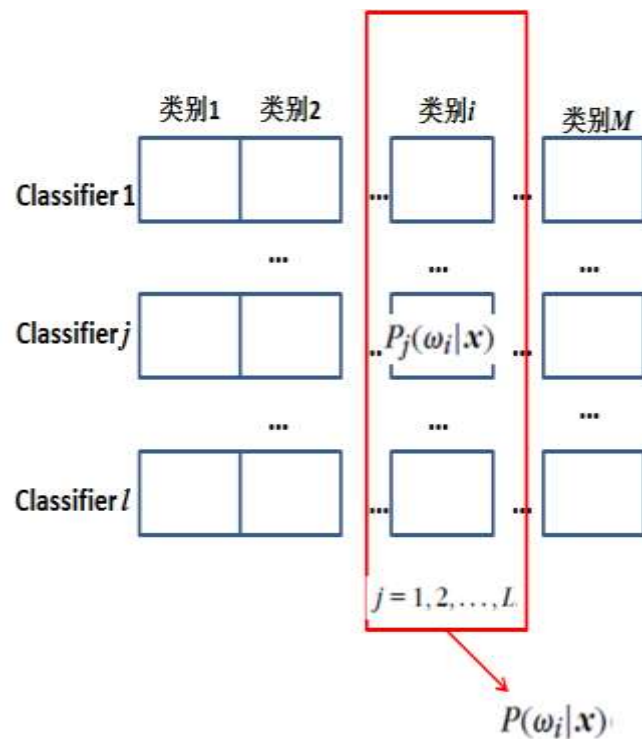 类别1 类别2 类别i 类别M
Classifier 1 ... ...
... ... ...
Classifier j ... P_j(ω_i|x) ...
... ... ...
Classifier l ... ...
j = 1, 2, . . . , L
P(ω_i|x)